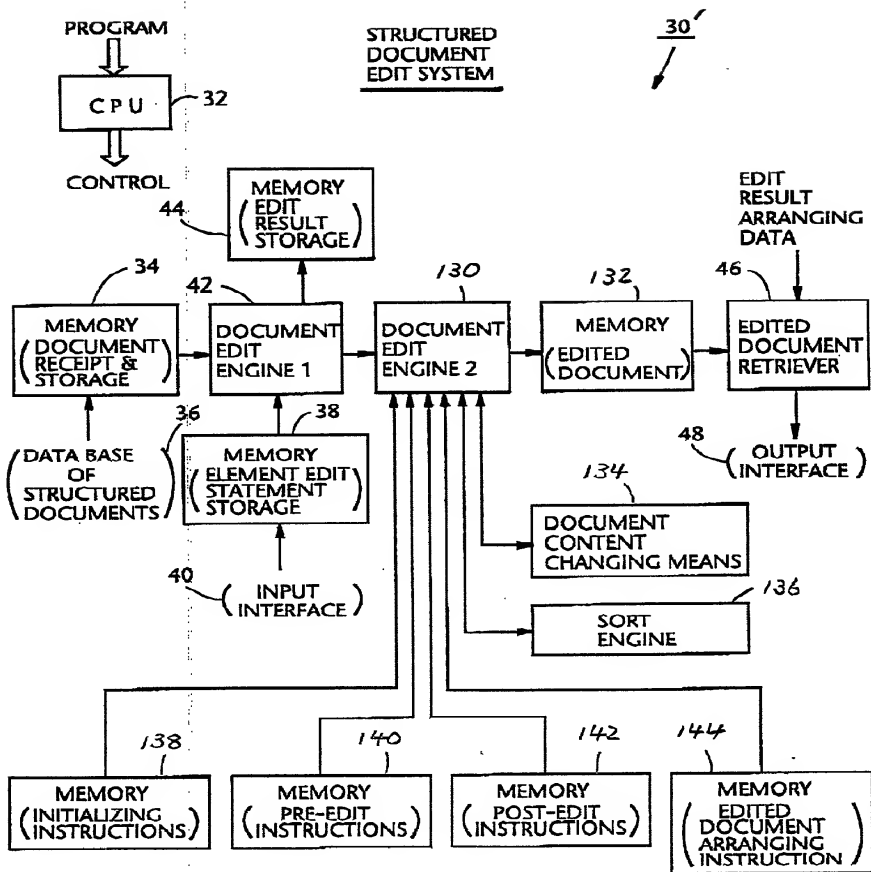 PROGRAM
STRUCTURED
DOCUMENT
EDIT SYSTEM
30′
CPU
32
CONTROL
44
MEMORY
(EDIT
RESULT
STORAGE)
EDIT
RESULT
ARRANGING
DATA
34
42
130
132
46
MEMORY
(DOCUMENT
RECEIPT &
STORAGE)
DOCUMENT
EDIT
ENGINE 1
DOCUMENT
EDIT
ENGINE 2
MEMORY
(EDITED
DOCUMENT)
EDITED
DOCUMENT
RETRIEVER
36
(DATA BASE
OF
STRUCTURED
DOCUMENTS)
38
MEMORY
(ELEMENT EDIT
STATEMENT
STORAGE)
48
(OUTPUT
INTERFACE)
134
DOCUMENT
CONTENT
CHANGING MEANS
40
(INPUT
INTERFACE)
136
SORT
ENGINE
138
140
142
144
MEMORY
(INITIALIZING
INSTRUCTIONS)
MEMORY
(PRE-EDIT
INSTRUCTIONS)
MEMORY
(POST-EDIT
INSTRUCTIONS)
MEMORY
(EDITED
DOCUMENT
ARRANGING
INSTRUCTION)